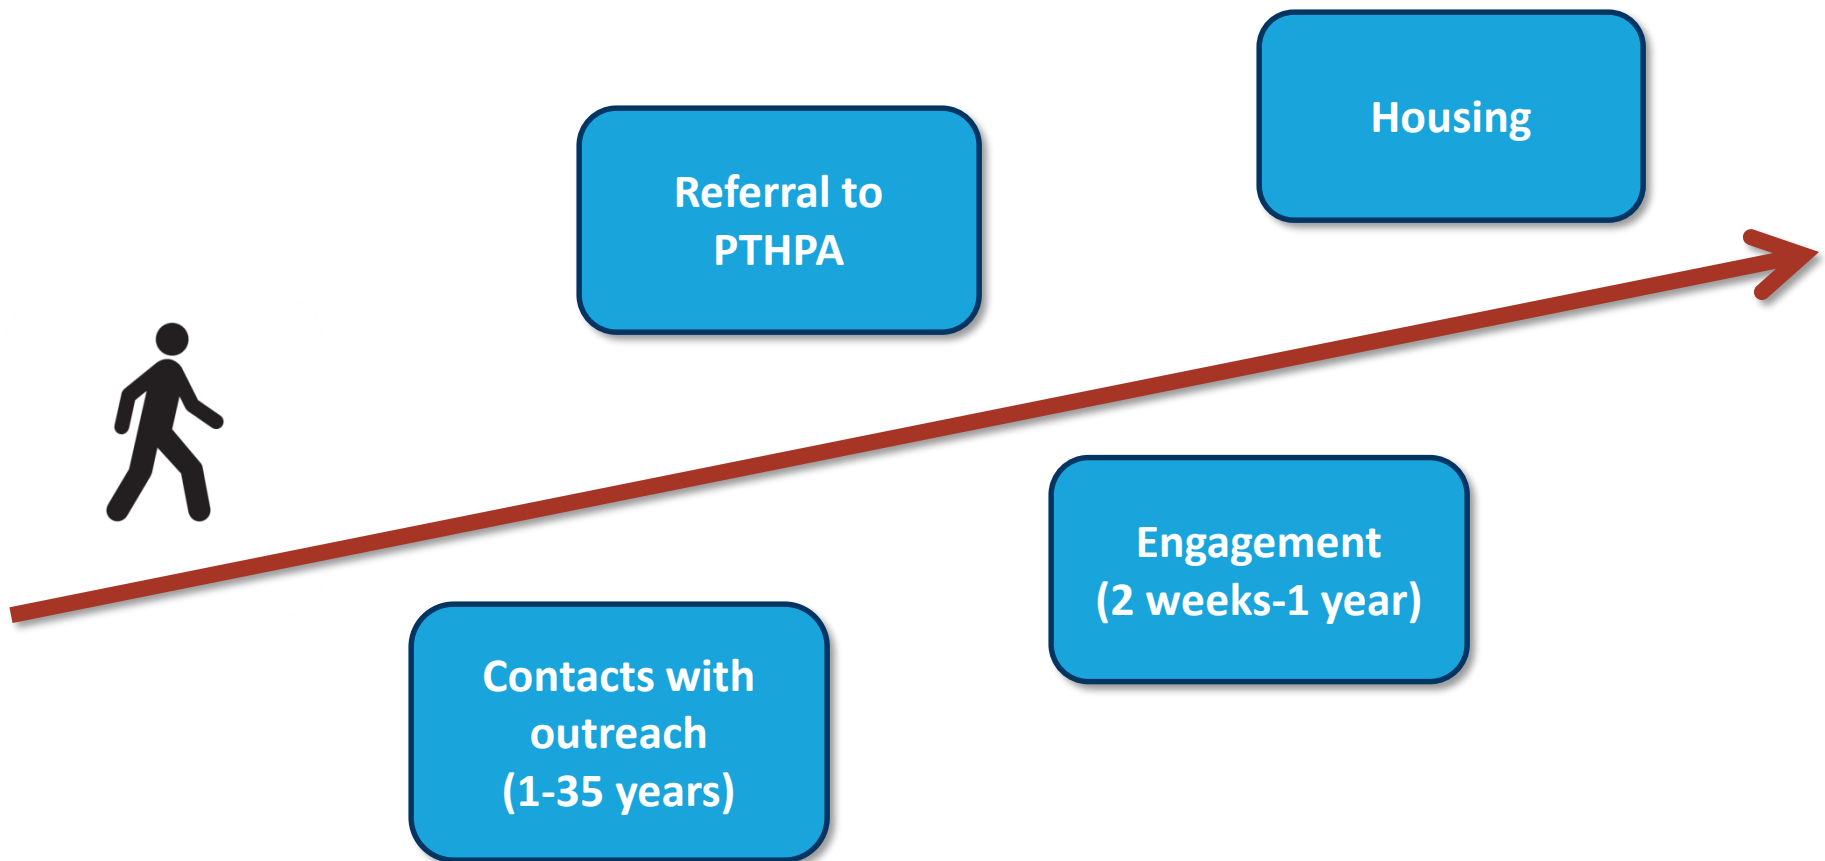 Contacts with
outreach
(1-35 years)
Referral to
PTHPA
Engagement
(2 weeks-1 year)
Housing